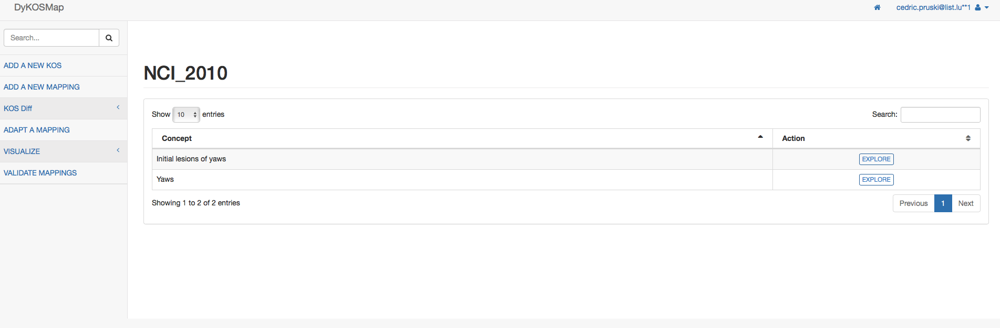 DyKOSMap
cedric.pruski@list.lu**1
Search...
ADD A NEW KOS
ADD A NEW MAPPING
KOS Diff
ADAPT A MAPPING
VISUALIZE
VALIDATE MAPPINGS
NCI_2010
Show 10 entries
Search:
Concept Action
Initial lesions of yaws EXPLORE
Yaws EXPLORE
Showing 1 to 2 of 2 entries
Previous 1 Next